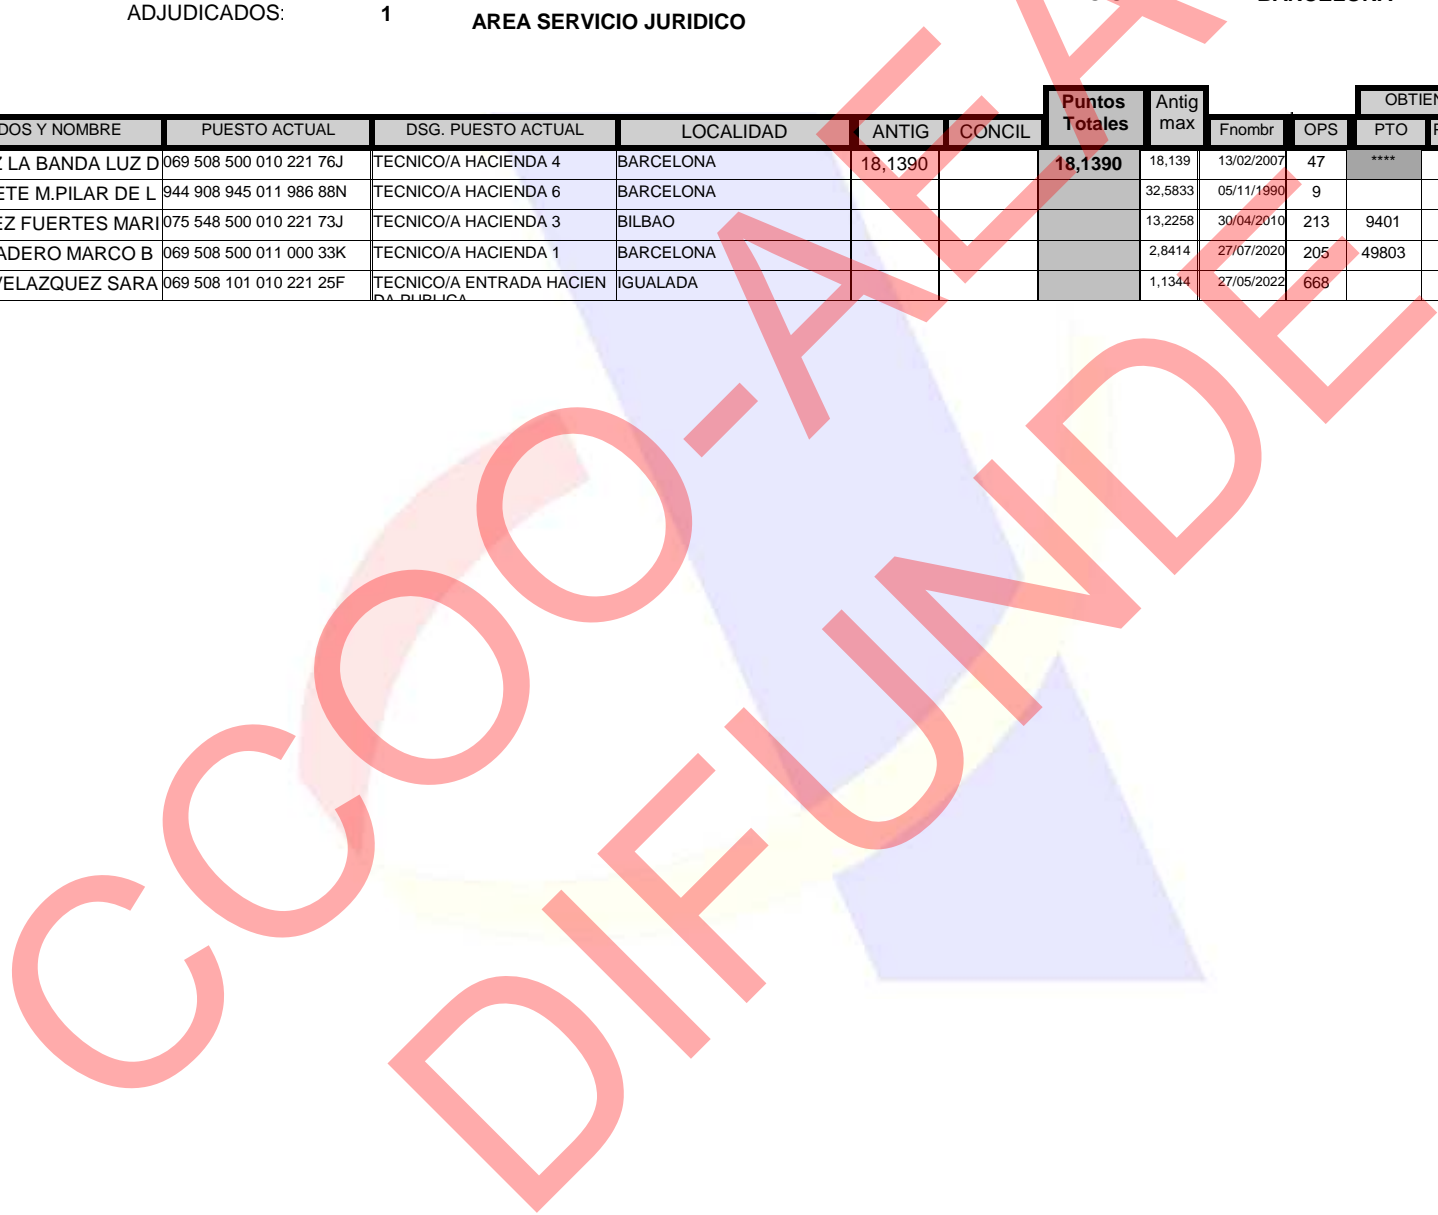 ADJUDICADOS: 1 AREA SERVICIO JURIDICO
Puntos Totales Antig max
DOS Y NOMBRE PUESTO ACTUAL DSG. PUESTO ACTUAL LOCALIDAD ANTIG CONCIL Fnombr OPS PTO
LA BANDA LUZ D 069 508 500 010 221 76J TECNICO/A HACIENDA 4 BARCELONA 18,1390 18,1390 18,139 13/02/2007 47 ****
ETE M.PILAR DE L 944 908 945 011 986 88N TECNICO/A HACIENDA 6 BARCELONA 32,5833 05/11/1990 9
EZ FUERTES MARI 075 548 500 010 221 73J TECNICO/A HACIENDA 3 BILBAO 13,2258 30/04/2010 213 9401
ADERO MARCO B 069 508 500 011 000 33K TECNICO/A HACIENDA 1 BARCELONA 2,8414 27/07/2020 205 49803
VELAZQUEZ SARA 069 508 101 010 221 25F TECNICO/A ENTRADA HACIEN IGUALADA 1,1344 27/05/2022 668
DA PUBLICA
CCOO-AEA
DIFUNDE